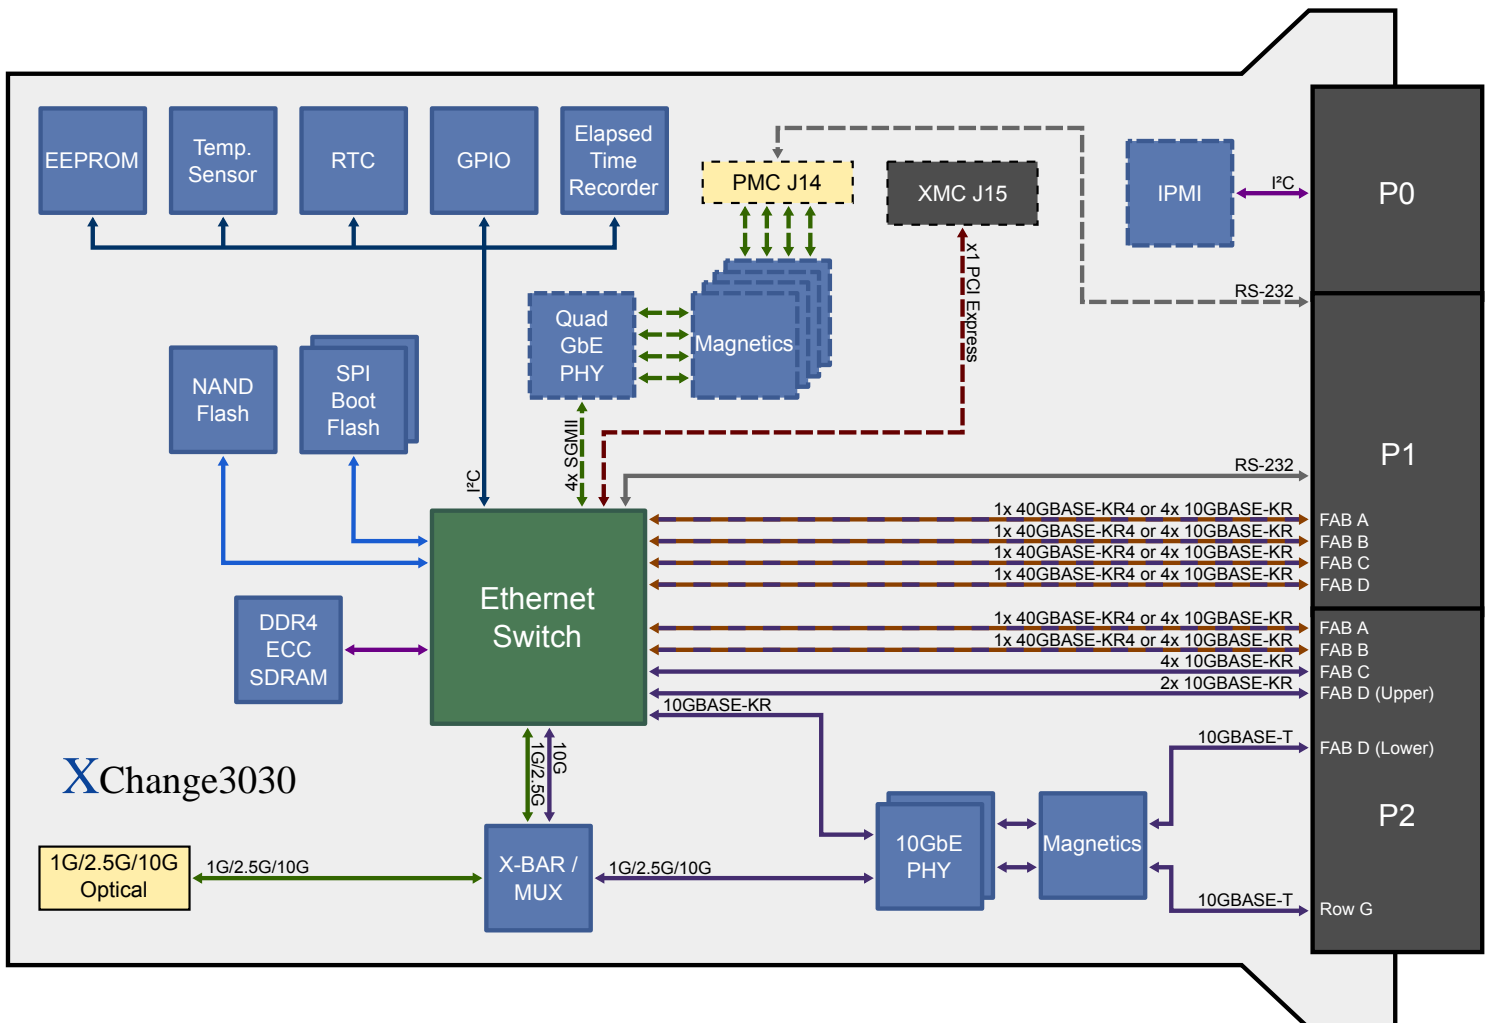 EEPROM
Temp.
Sensor
RTC
GPIO
Elapsed
Time
Recorder
PMC J14
XMC J15
IPMI
I²C
P0
x1 PCI Express
RS-232
Quad
GbE
PHY
Magnetics
NAND
Flash
SPI
Boot
Flash
I²C
4x SGMII
RS-232
P1
1x 40GBASE-KR4 or 4x 10GBASE-KR
FAB A
1x 40GBASE-KR4 or 4x 10GBASE-KR
FAB B
1x 40GBASE-KR4 or 4x 10GBASE-KR
FAB C
1x 40GBASE-KR4 or 4x 10GBASE-KR
FAB D
Ethernet
Switch
DDR4
ECC
SDRAM
1x 40GBASE-KR4 or 4x 10GBASE-KR
FAB A
1x 40GBASE-KR4 or 4x 10GBASE-KR
FAB B
4x 10GBASE-KR
FAB C
2x 10GBASE-KR
FAB D (Upper)
10GBASE-KR
10GBASE-T
FAB D (Lower)
1G/2.5G
10G
XChange3030
P2
1G/2.5G/10G
Optical
1G/2.5G/10G
X-BAR /
MUX
1G/2.5G/10G
10GbE
PHY
Magnetics
10GBASE-T
Row G